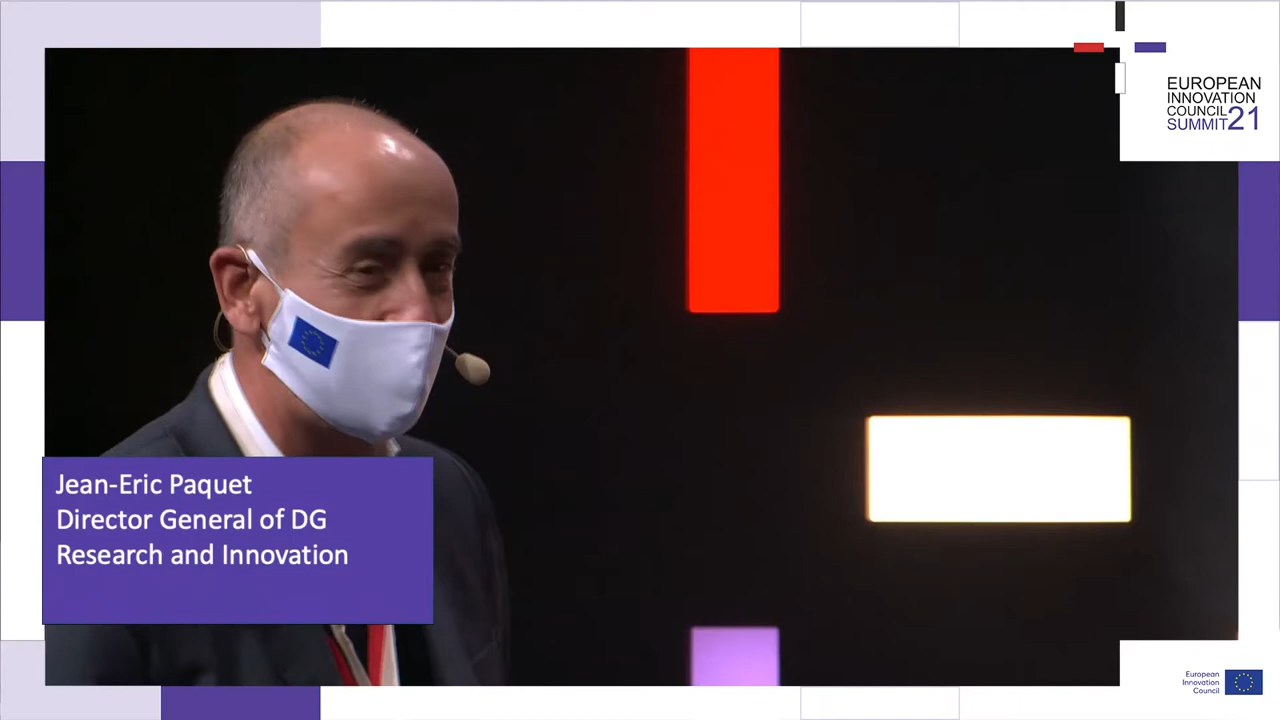 EUROPEAN
INNOVATION
COUNCIL
SUMMIT21
Jean-Eric Paquet
Director General of DG
Research and Innovation
European
Innovation
Council